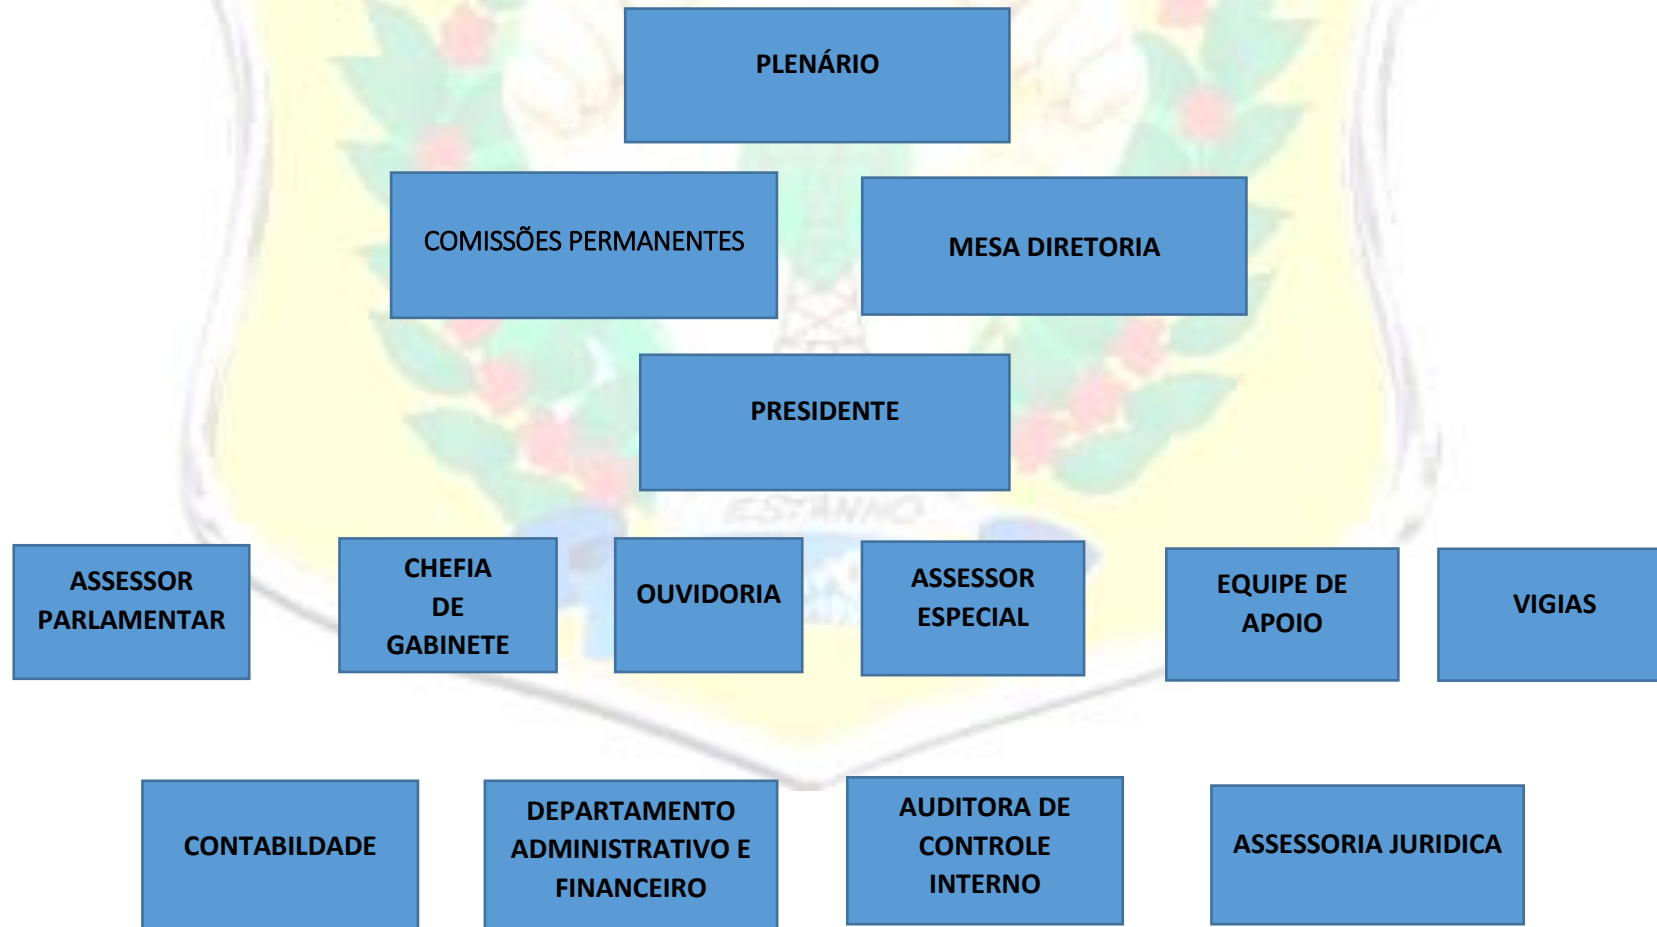 PLENÁRIO
COMISSÕES PERMANENTES
MESA DIRETORIA
PRESIDENTE
ESTANHO
ASSESSOR
PARLAMENTAR
CHEFIA
DE
GABINETE
OUVIDORIA
ASSESSOR
ESPECIAL
EQUIPE DE
APOIO
VIGIAS
CONTABILDADE
DEPARTAMENTO
ADMINISTRATIVO E
FINANCEIRO
AUDITORA DE
CONTROLE
INTERNO
ASSESSORIA JURIDICA